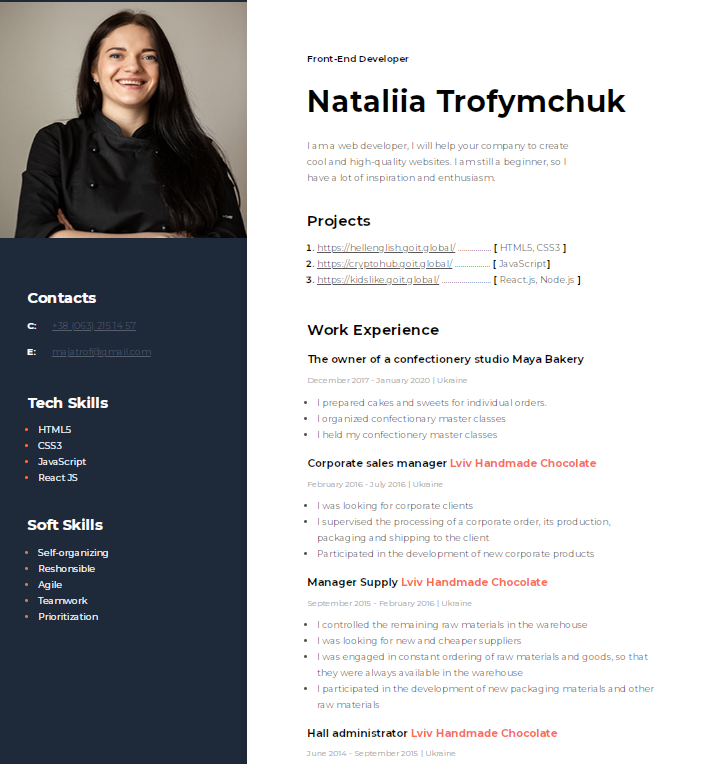 Contacts
C: +38 (063) 215 14 57
E: majatrof@gmail.com
Tech Skills
HTML5
CSS3
JavaScript
React JS
Soft Skills
Self-organizing
Reshonsible
Agile
Teamwork
Prioritization
Front-End Developer
Nataliia Trofymchuk
I am a web developer, I will help your company to create
cool and high-quality websites. I am still a beginner, so I
have a lot of inspiration and enthusiasm.
Projects
1. https://hellenglish.goit.global/ ................. [ HTML5, CSS3 ]
2. https://cryptohub.goit.global/ .................. [ JavaScript]
3. https://kidslike.goit.global/ ......................... [ React.js, Node.js ]
Work Experience
The owner of a confectionery studio Maya Bakery
December 2017 - January 2020 | Ukraine
I prepared cakes and sweets for individual orders.
I organized confectionary master classes
I held my confectionery master classes
Corporate sales manager Lviv Handmade Chocolate
February 2016 - July 2016 | Ukraine
I was looking for corporate clients
I supervised the processing of a corporate order, its production,
packaging and shipping to the client
Participated in the development of new corporate products
Manager Supply Lviv Handmade Chocolate
September 2015 - February 2016 | Ukraine
I controlled the remaining raw materials in the warehouse
I was looking for new and cheaper suppliers
I was engaged in constant ordering of raw materials and goods, so that
they were always available in the warehouse
I participated in the development of new packaging materials and other
raw materials
Hall administrator Lviv Handmade Chocolate
June 2014 - September 2015 | Ukraine